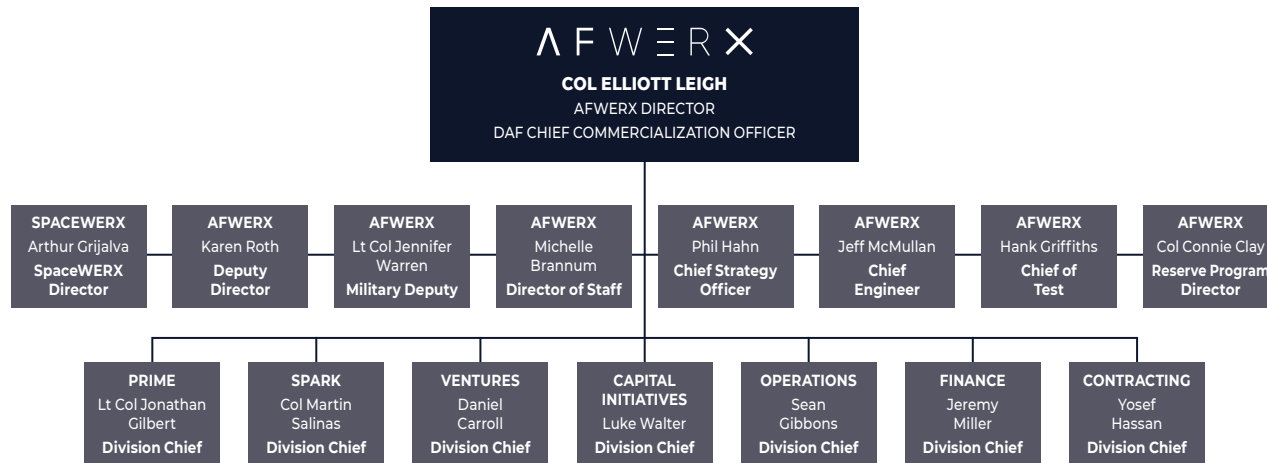 AFWERX
COL ELLIOTT LEIGH
AFWERX DIRECTOR
DAF CHIEF COMMERCIALIZATION OFFICER
SPACEWERX
Arthur Grijalva
SpaceWERX
Director
AFWERX
Karen Roth
Deputy
Director
AFWERX
Lt Col Jennifer
Warren
Military Deputy
AFWERX
Michelle
Brannum
Director of Staff
AFWERX
Phil Hahn
Chief Strategy
Officer
AFWERX
Jeff McMullan
Chief
Engineer
AFWERX
Hank Griffiths
Chief of
Test
AFWERX
Col Connie Clay
Reserve Program
Director
PRIME
Lt Col Jonathan
Gilbert
Division Chief
SPARK
Col Martin
Salinas
Division Chief
VENTURES
Daniel
Carroll
Division Chief
CAPITAL
INITIATIVES
Luke Walter
Division Chief
OPERATIONS
Sean
Gibbons
Division Chief
FINANCE
Jeremy
Miller
Division Chief
CONTRACTING
Yosef
Hassan
Division Chief